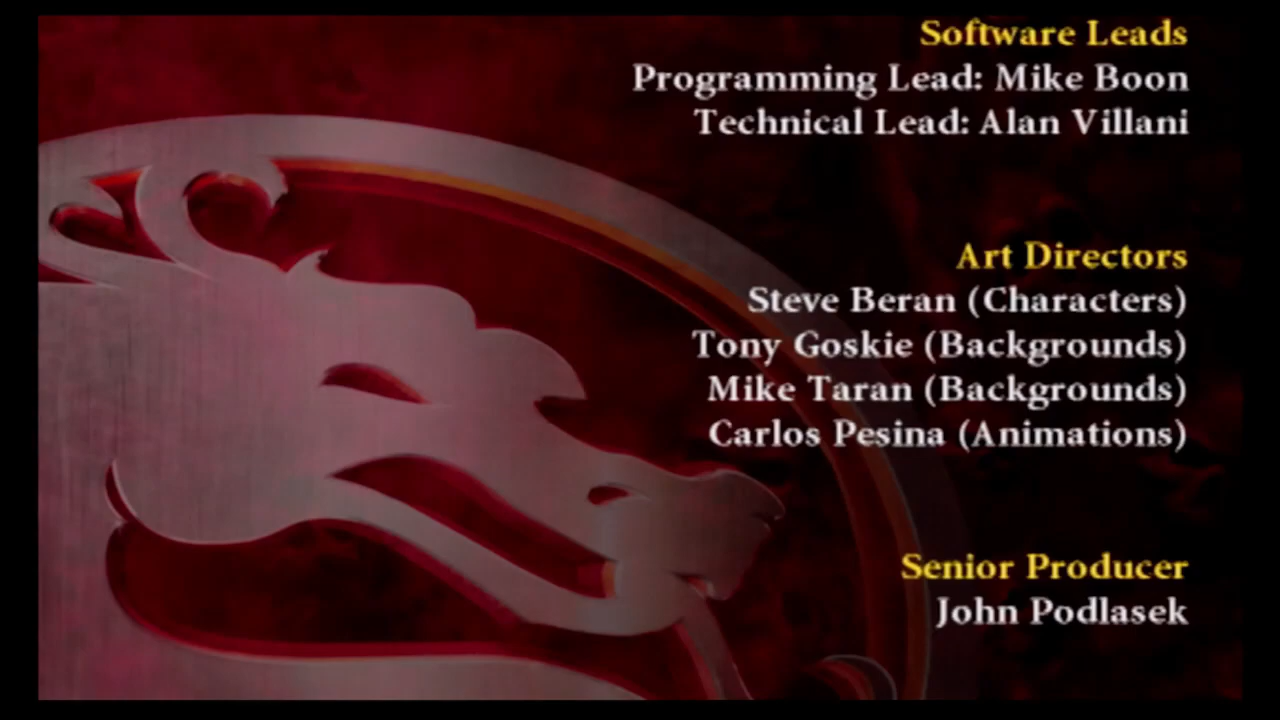 Software Leads
Programming Lead: Mike Boon
Technical Lead: Alan Villani
Art Directors
Steve Beran (Characters)
Tony Goskie (Backgrounds)
Mike Taran (Backgrounds)
Carlos Pesina (Animations)
Senior Producer
John Podlasek